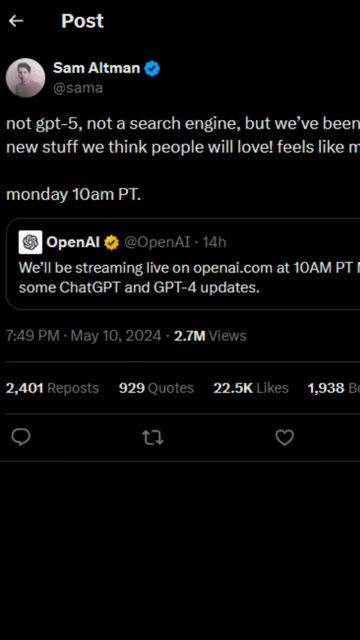 Post
Sam Altman
@sama
not gpt-5, not a search engine, but we've been
new stuff we think people will love! feels like
monday 10am PT.
OpenAI @OpenAI · 14h
We'll be streaming live on openai.com at 10AM PT
some ChatGPT and GPT-4 updates.
7:49 PM · May 10, 2024 · 2.7M Views
2,401 Reposts 929 Quotes 22.5K Likes 1,938